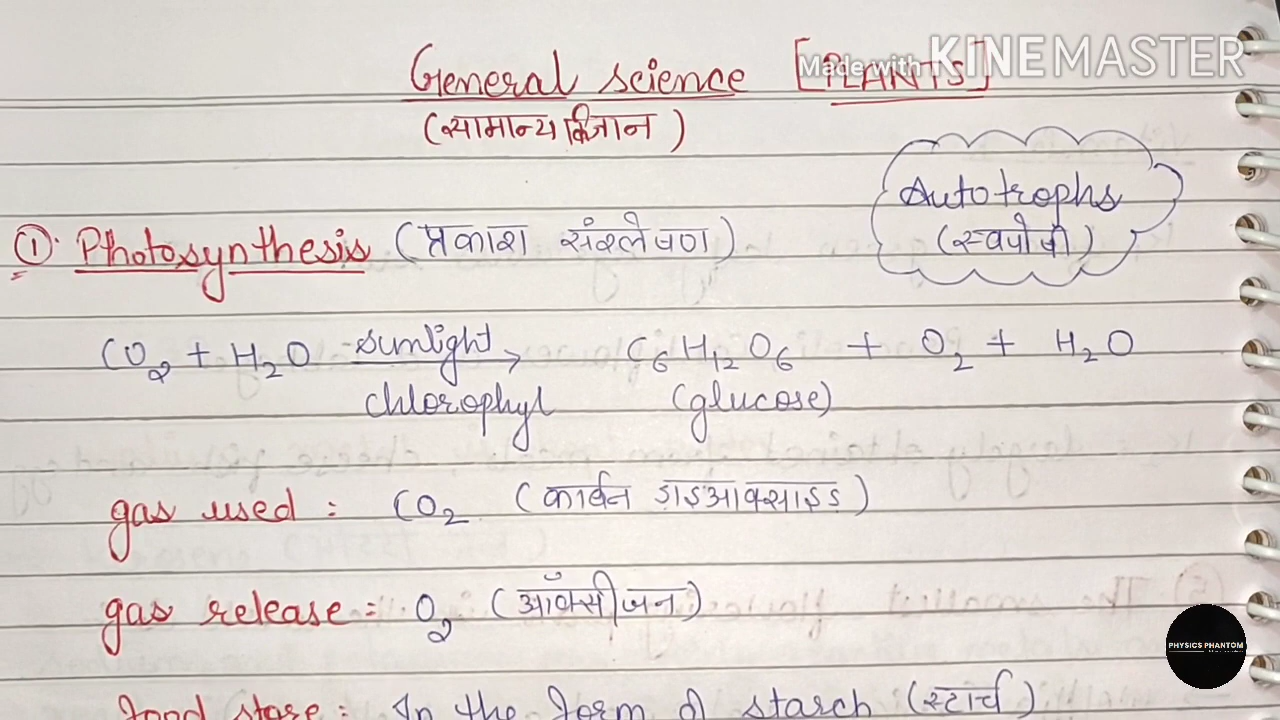 General science [PLANTS]
Made with KINEMASTER
(सामान्य विज्ञान)
Autotrophs
(स्वपोजी)
① Photosynthesis (प्रकाश संश्लेषण)
CO₂ + H₂O sunlight → C₆H₁₂O₆ + O₂ + H₂O
chlorophyl (glucose)
gas used : CO₂ (कार्बन डाइआक्साइड)
gas release = O₂ (ऑक्सीजन)
PHYSICS PHANTOM
food store : In the form of starch (स्टार्च)